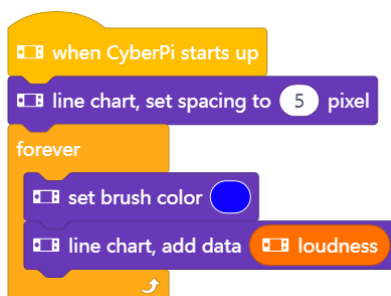 when CyberPi starts up
line chart, set spacing to 5 pixel
forever
set brush color
line chart, add data loudness